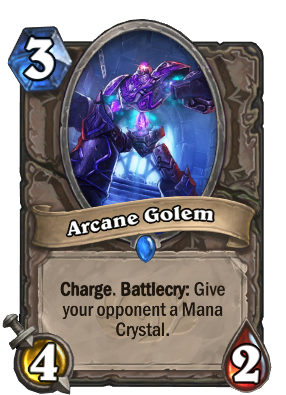 3
Arcane Golem
Charge. Battlecry: Give
your opponent a Mana
Crystal.
4
2